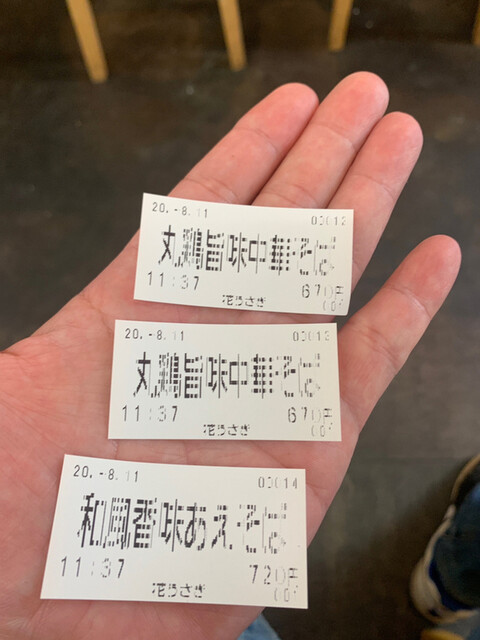 20.-8.11
00012
丸鶏旨味中華そば
11:37
670円
花うさぎ
20.-8.11
00013
丸鶏旨味中華そば
11:37
670円
花うさぎ
20.-8.11
00014
和風香味あえそば
11:37
720円
花うさぎ